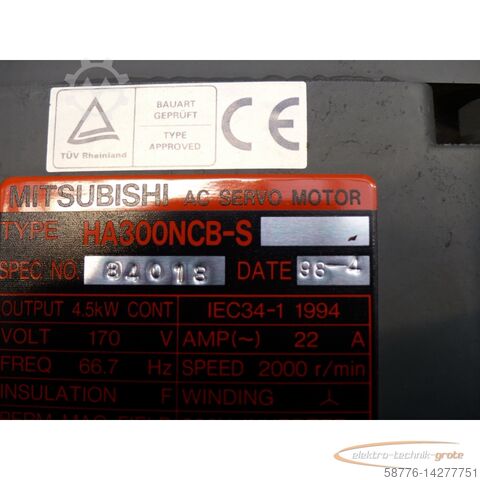 BAUART
GEPRÜFT
TYPE
APPROVED
TÜV Rheinland
CE
MITSUBISHI AC SERVO MOTOR
TYPE HA300NCB-S
SPEC. NO. 84018 DATE 98-4
OUTPUT 4.5kW CONT IEC34-1 1994
VOLT 170 V AMP(~) 22 A
FREQ 66.7 Hz SPEED 2000 r/min
INSULATION F WINDING
elektro-technik-grote
58776-14277751